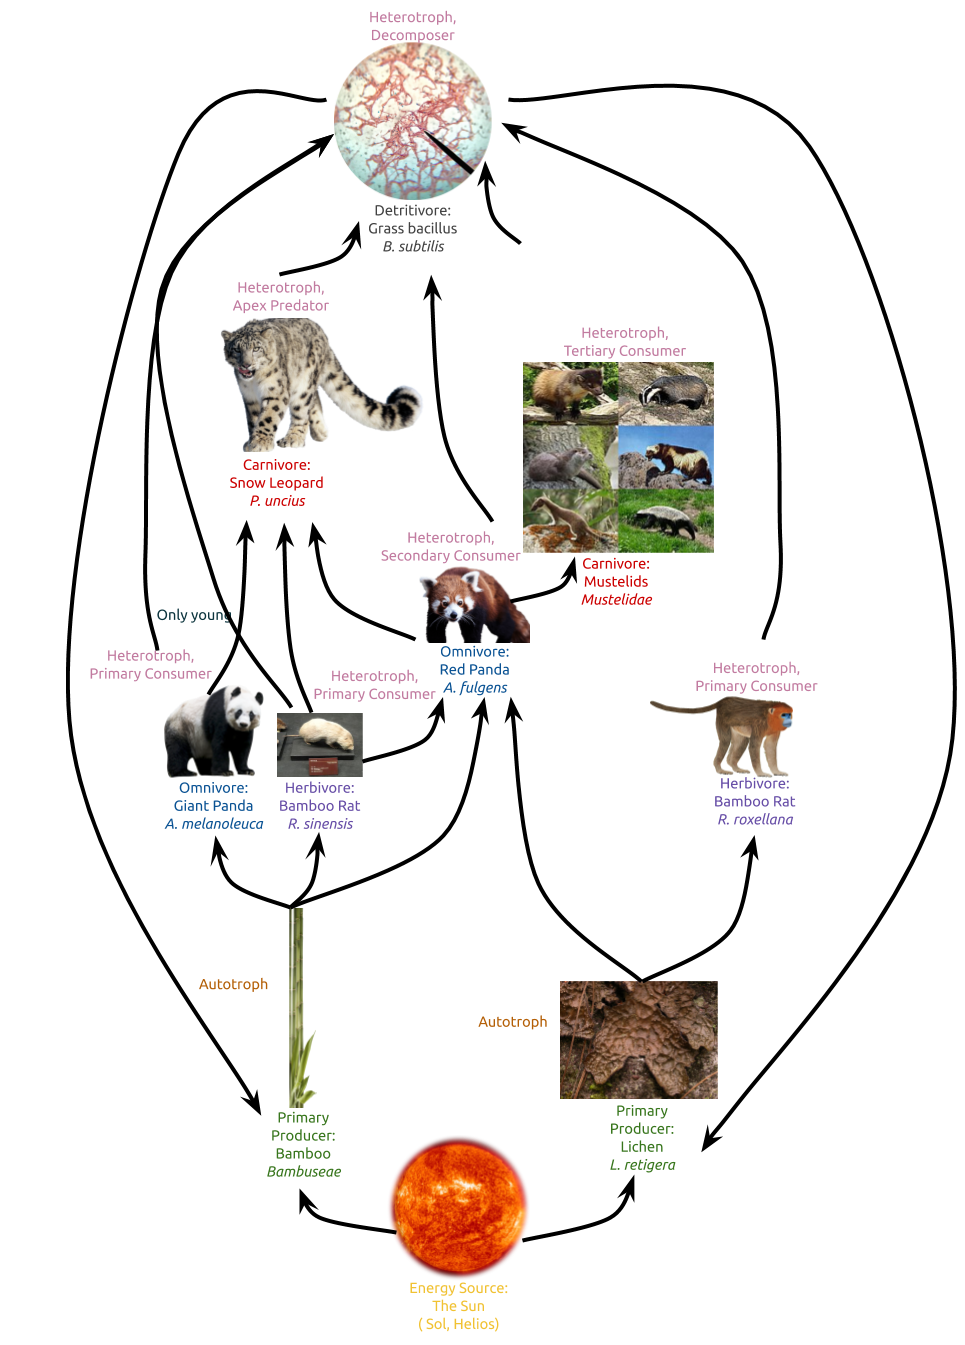 Heterotroph,
Decomposer
Detritivore:
Grass bacillus
B. subtilis
Heterotroph,
Apex Predator
Carnivore:
Snow Leopard
P. uncius
Heterotroph,
Tertiary Consumer
Carnivore:
Mustelids
Mustelidae
Heterotroph,
Secondary Consumer
Omnivore:
Red Panda
A. fulgens
Only young
Heterotroph,
Primary Consumer
Omnivore:
Giant Panda
A. melanoleuca
Heterotroph,
Primary Consumer
Herbivore:
Bamboo Rat
R. sinensis
Heterotroph,
Primary Consumer
Herbivore:
Bamboo Rat
R. roxellana
Autotroph
Primary
Producer:
Bamboo
Bambuseae
Autotroph
Primary
Producer:
Lichen
L. retigera
Energy Source:
The Sun
( Sol, Helios)